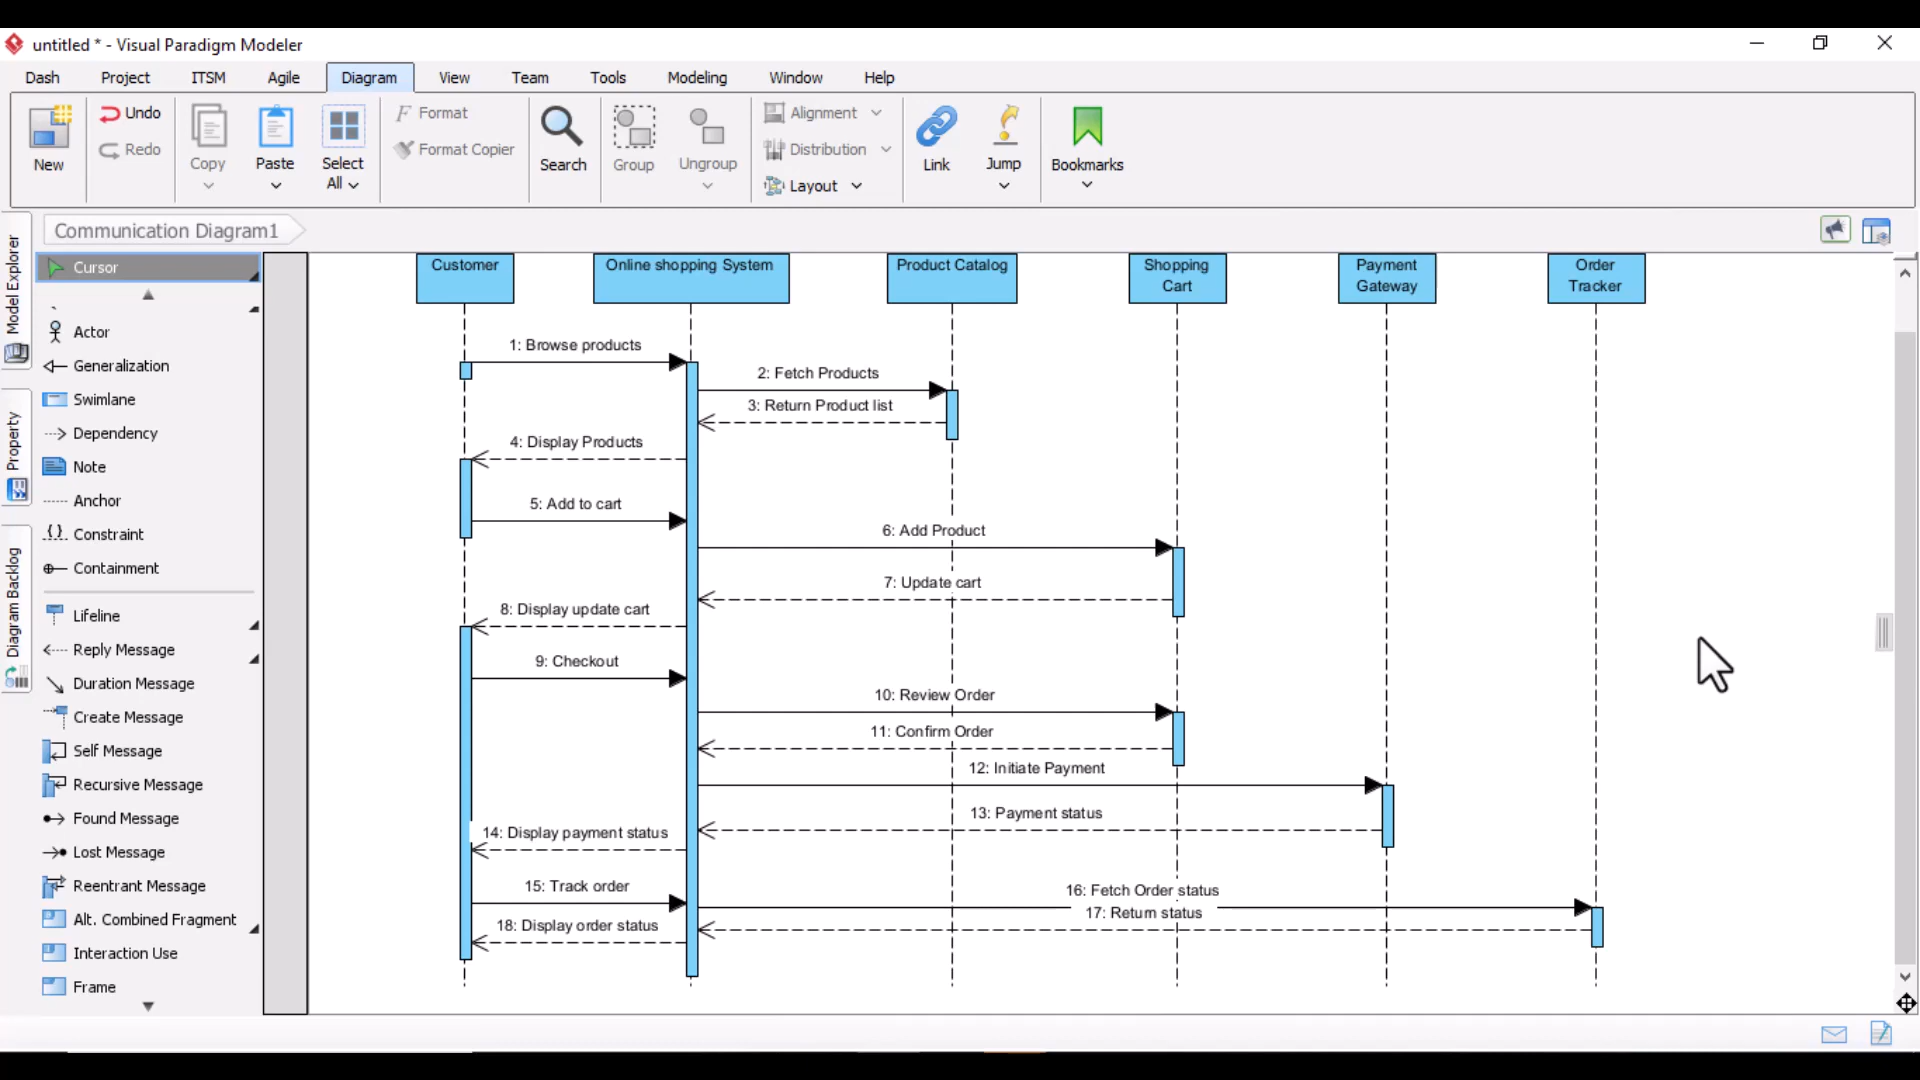 untitled * - Visual Paradigm Modeler
Dash Project ITSM Agile Diagram View Team Tools Modeling Window Help
New
Undo
Redo
Copy
Paste
Select
All
Format
Format Copier
Search
Group
Ungroup
Alignment
Distribution
Layout
Link
Jump
Bookmarks
Communication Diagram1
Model Explorer
Property
Diagram Backlog
Cursor
Actor
Generalization
Swimlane
Dependency
Note
Anchor
Constraint
Containment
Lifeline
Reply Message
Duration Message
Create Message
Self Message
Recursive Message
Found Message
Lost Message
Reentrant Message
Alt. Combined Fragment
Interaction Use
Frame
Customer
Online shopping System
Product Catalog
Shopping
Cart
Payment
Gateway
Order
Tracker
1: Browse products
2: Fetch Products
3: Return Product list
4: Display Products
5: Add to cart
6: Add Product
7: Update cart
8: Display update cart
9: Checkout
10: Review Order
11: Confirm Order
12: Initiate Payment
13: Payment status
14: Display payment status
15: Track order
16: Fetch Order status
17: Return status
18: Display order status